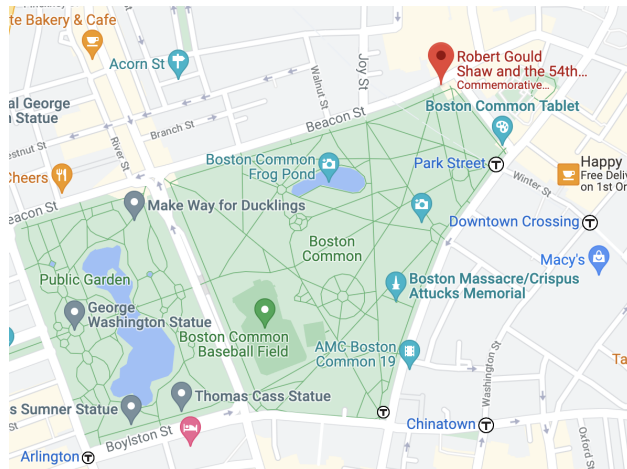 te Bakery & Cafe
Acorn St
al George
n Statue
Branch St
estnut St
River St
Walnut St
Joy St
Beacon St
Robert Gould
Shaw and the 54th...
Commemorative...
Boston Common Tablet
Boston Common
Frog Pond
Park Street
T
Happy
Free Deliv
on 1st Or
Winter St
Cheers
Beacon St
Make Way for Ducklings
Downtown Crossing
T
Boston
Common
Macy's
Public Garden
Boston Massacre/Crispus
Attucks Memorial
George
Washington Statue
Boston Common
Baseball Field
AMC Boston
Common 19
Washington St
Ta
Thomas Cass Statue
s Sumner Statue
T
Chinatown
T
Boylston St
Oxford St
Arlington
T